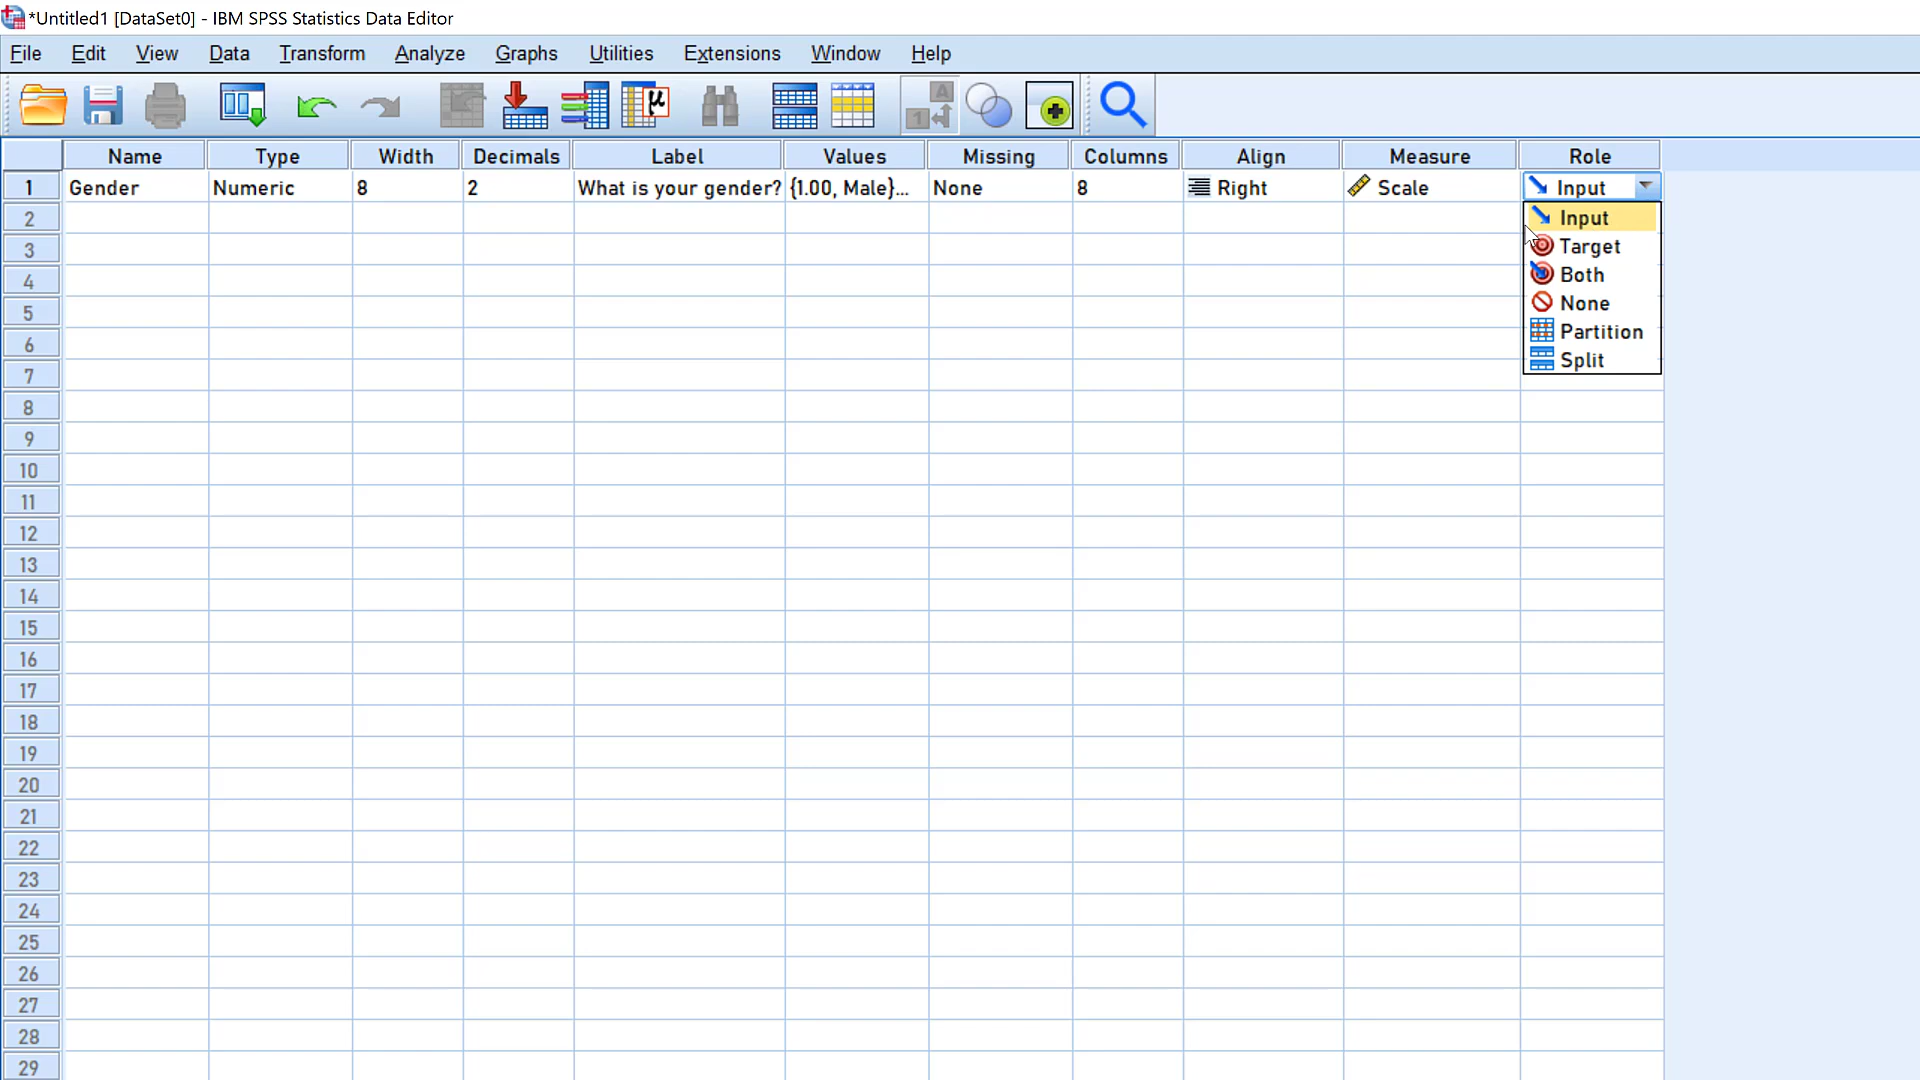 *Untitled1 [DataSet0] - IBM SPSS Statistics Data Editor
File Edit View Data Transform Analyze Graphs Utilities Extensions Window Help
Name Type Width Decimals Label Values Missing Columns Align Measure Role
1 Gender Numeric 8 2 What is your gender? {1.00, Male}... None 8 Right Scale Input
2 Input
3 Target
4 Both
5 None
6 Partition
7 Split
8
9
10
11
12
13
14
15
16
17
18
19
20
21
22
23
24
25
26
27
28
29